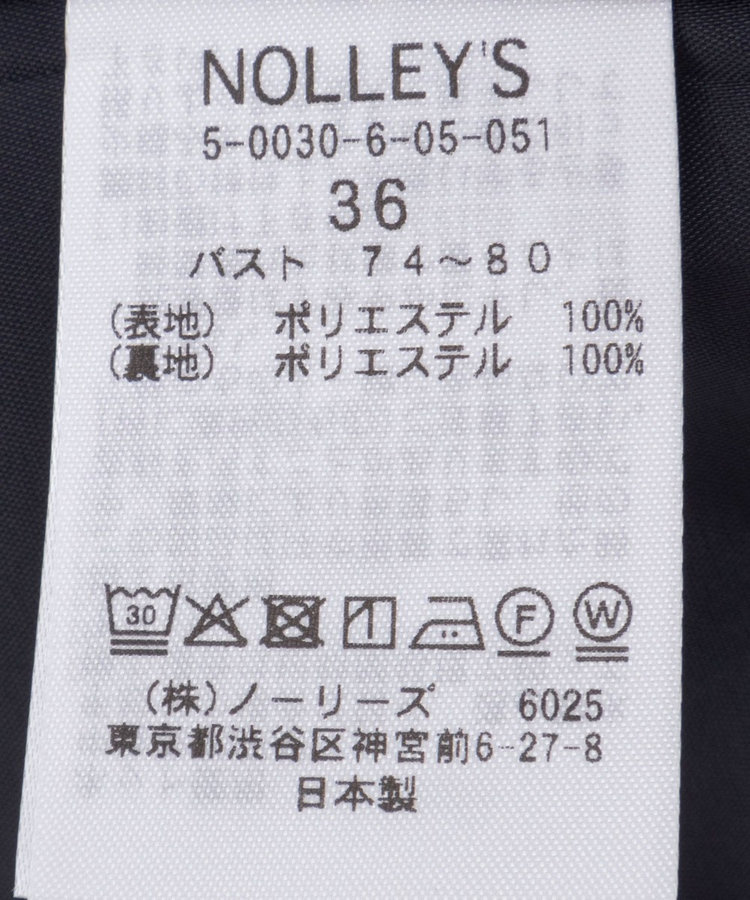 NOLLEY'S
5-0030-6-05-051
36
バスト 74～80
(表地) ポリエステル 100%
(裏地) ポリエステル 100%
30 F W
(株)ノーリーズ 6025
東京都渋谷区神宮前6-27-8
日本製